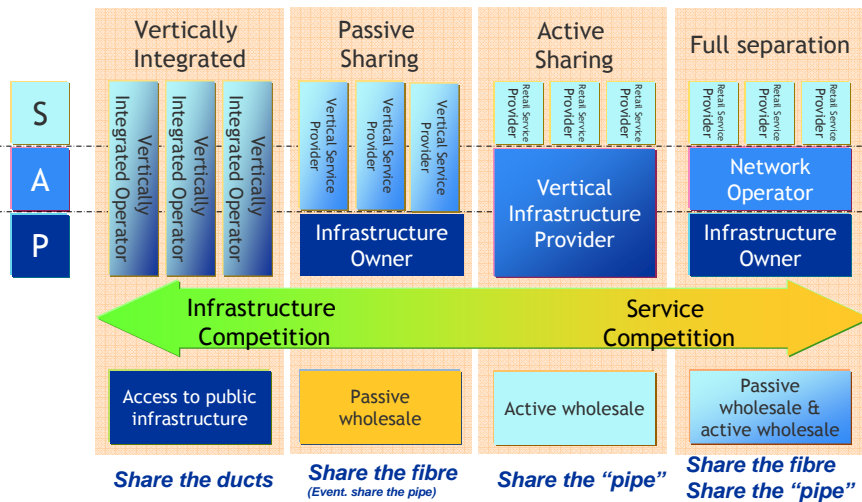 Vertically
Integrated
Passive
Sharing
Active
Sharing
Full separation
S
A
P
Vertically
Integrated Operator
Vertically
Integrated Operator
Vertically
Integrated Operator
Vertical Service
Provider
Vertical Service
Provider
Vertical Service
Provider
Infrastructure
Owner
Retail Service
Provider
Retail Service
Provider
Retail Service
Provider
Vertical
Infrastructure
Provider
Retail Service
Provider
Retail Service
Provider
Retail Service
Provider
Network
Operator
Infrastructure
Owner
Infrastructure
Competition
Service
Competition
Access to public
infrastructure
Passive
wholesale
Active wholesale
Passive
wholesale &
active wholesale
Share the ducts
Share the fibre
(Event. share the pipe)
Share the “pipe”
Share the fibre
Share the “pipe”